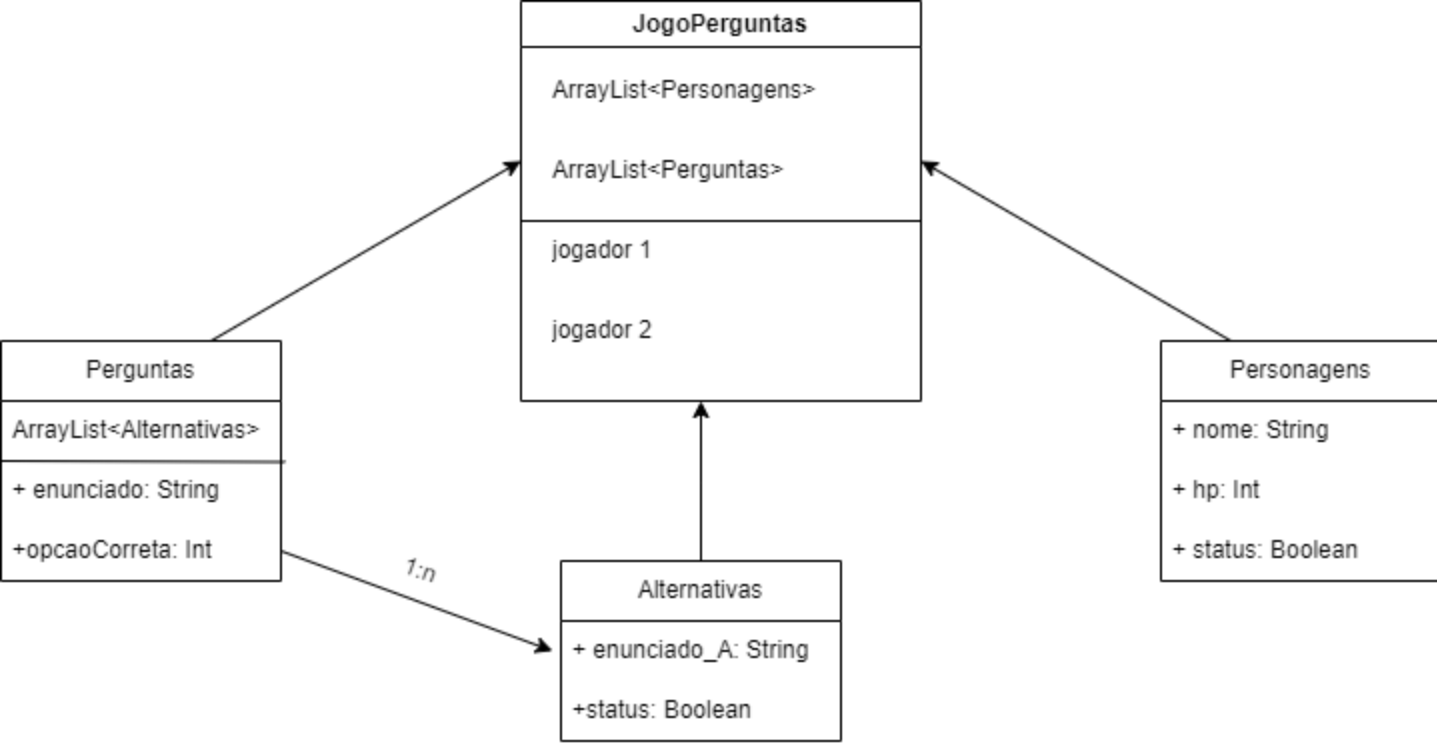 JogoPerguntas
ArrayList<Personagens>
ArrayList<Perguntas>
jogador 1
jogador 2
Perguntas
ArrayList<Alternativas>
+ enunciado: String
+opcaoCorreta: Int
1:n
Alternativas
+ enunciado_A: String
+status: Boolean
Personagens
+ nome: String
+ hp: Int
+ status: Boolean